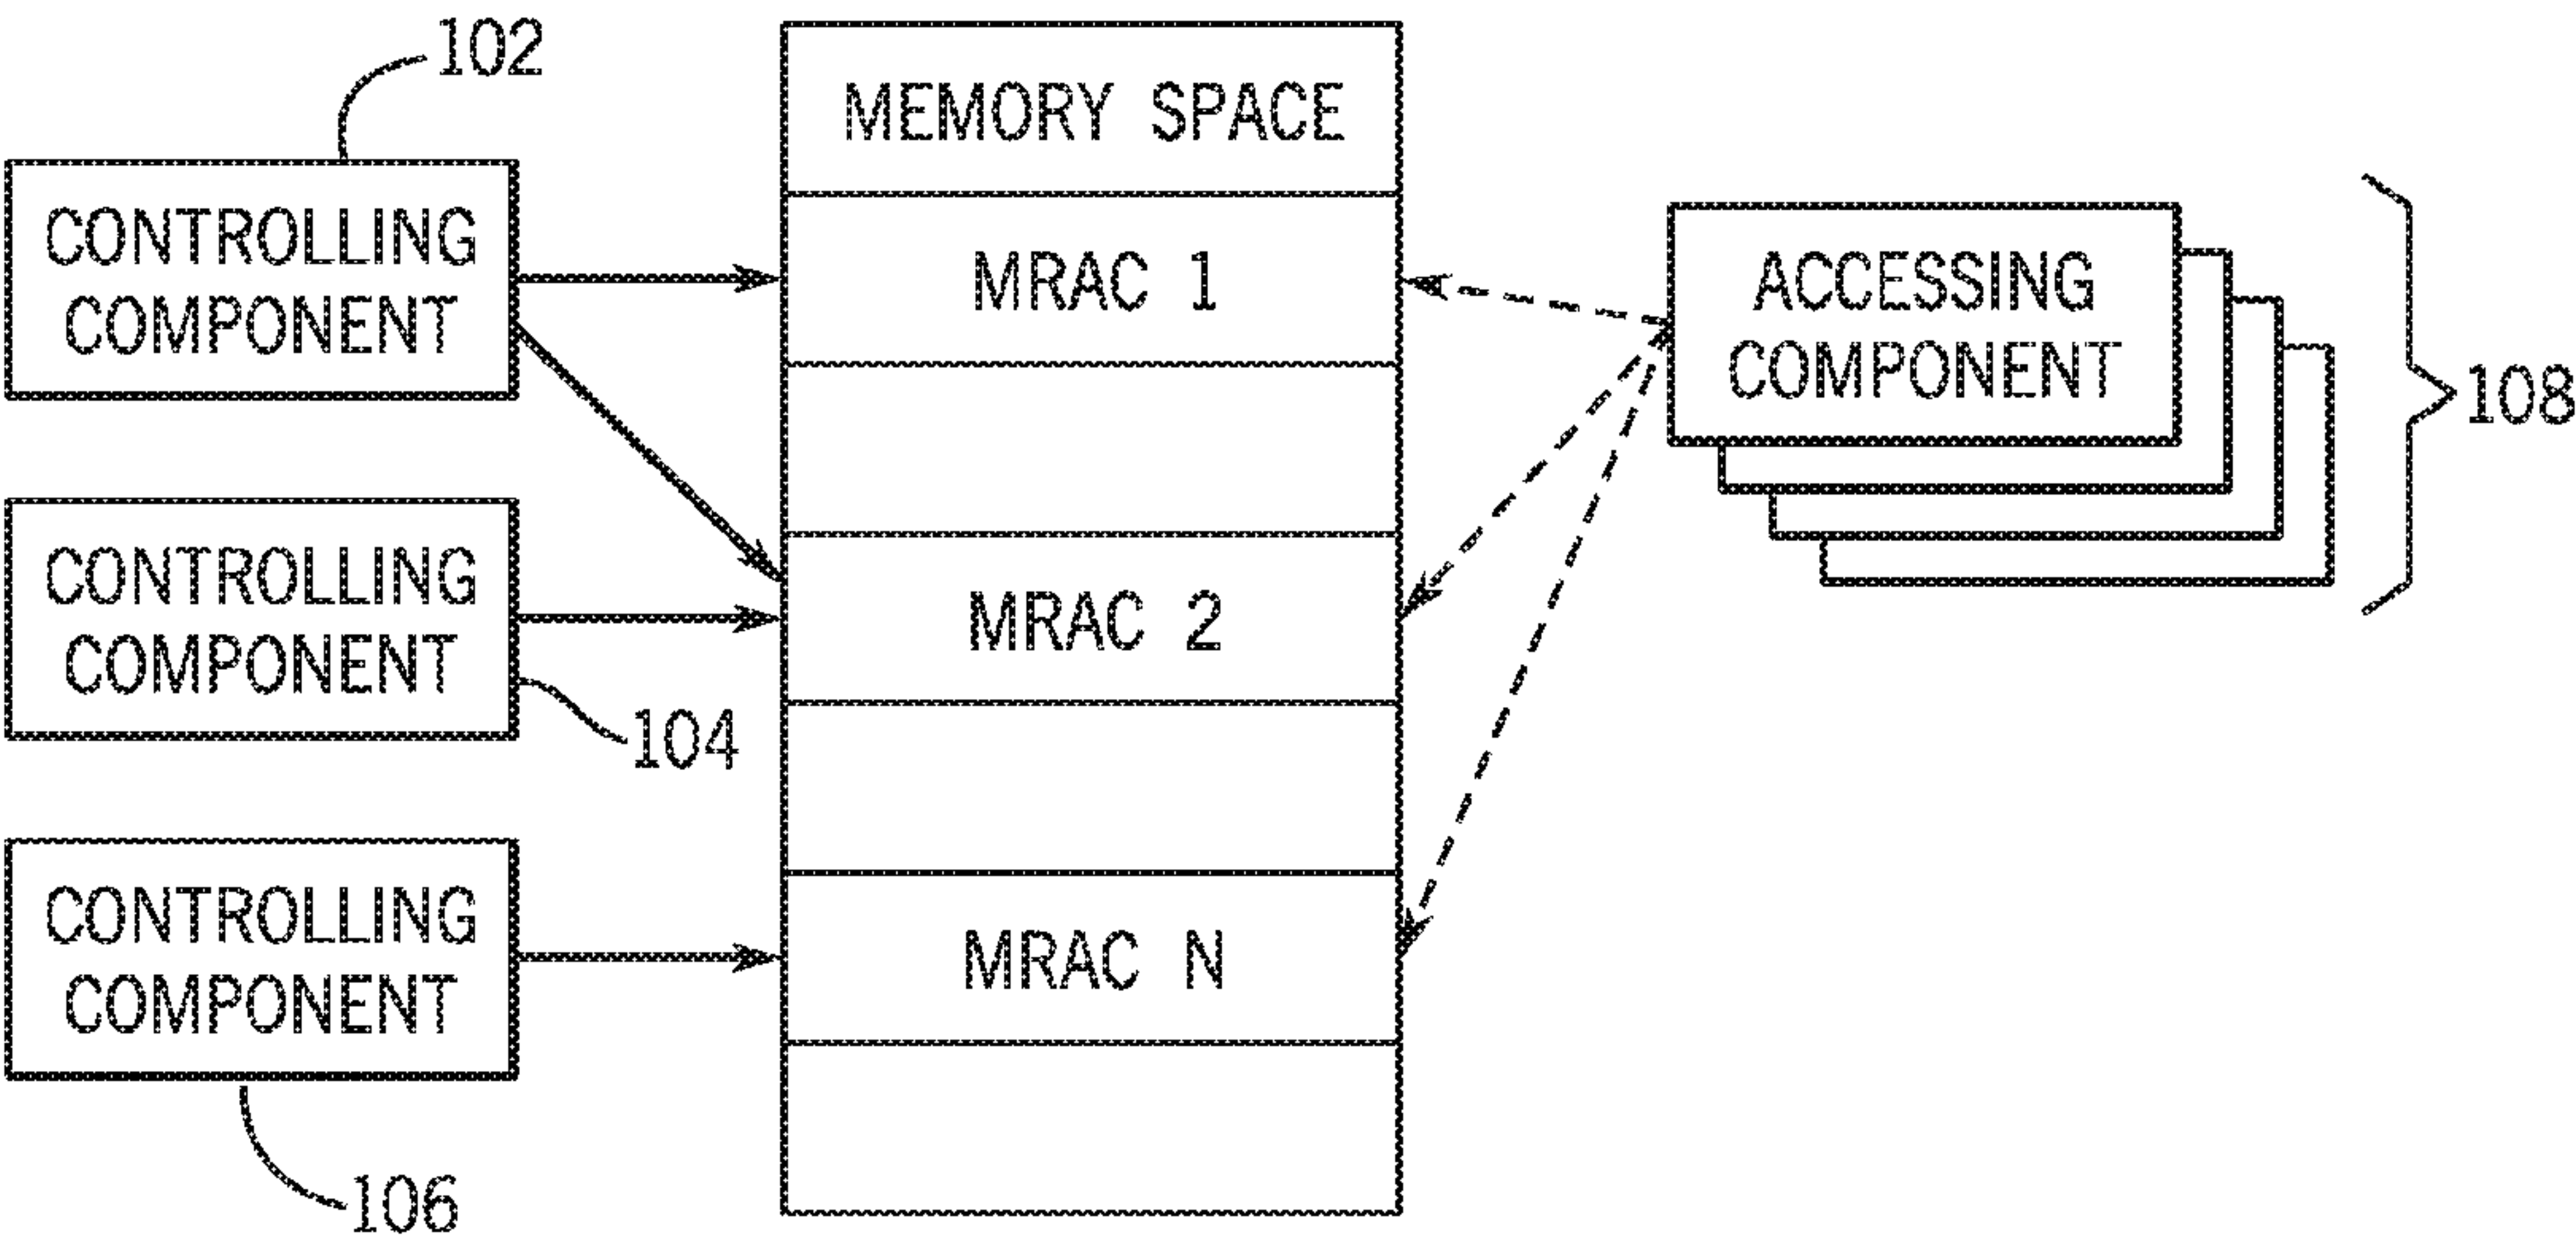 102
CONTROLLING
COMPONENT
CONTROLLING
COMPONENT
104
CONTROLLING
COMPONENT
106
MEMORY SPACE
MRAC 1
MRAC 2
MRAC N
ACCESSING
COMPONENT
108